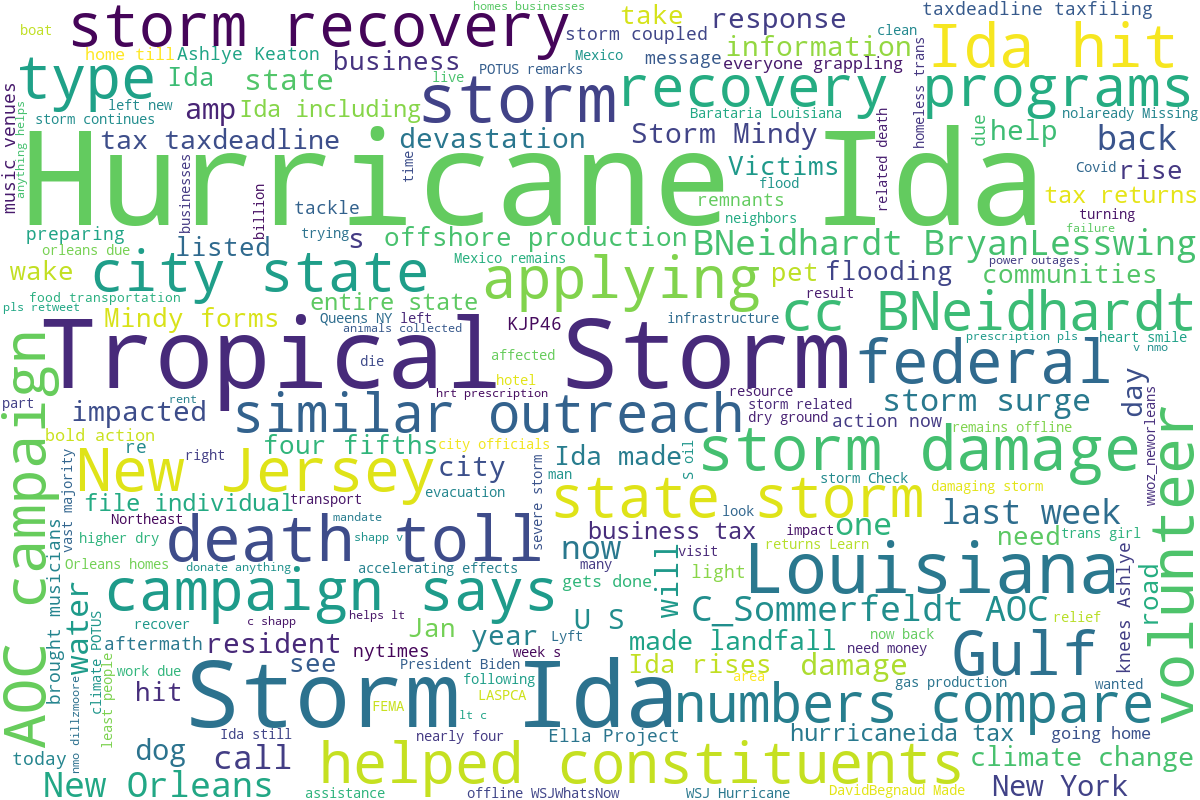 homes businesses
boat
storm recovery
take
response
taxdeadline taxfiling
storm coupled
clean
home till
Ashlye Keaton
business
Mexico
message
information
Ida hit
everyone grappling
type
Ida
state
live
POTUS remarks
storm
recovery programs
homeless trans
music venues
anything helps
left new
amp
Ida including
Barataria Louisiana
nolaready Missing
storm continues
tax taxdeadline
devastation
Storm Mindy
due
help
back
Hurricane Ida
time
Victims
Covid
rise
businesses
billion
flood
related death
tax returns
remnants
turning
tackle
neighbors
preparing
listed
trying
s
offshore production
BNeidhardt BryanLesswing
failure
orleans due
wake
city state
Mexico remains
applying
pet
flooding
power outages
communities
food transportation
entire state
result
cc BNeidhardt
pls retweet
Mindy forms
Queens NY
left
KJP46
infrastructure
animals collected
Tropical Storm
prescription pls
heart smile
v nmo
die
affected
federal
AOC campaign
hotel
part
rent
hrt prescription
resource
day
impacted
similar outreach
storm related
storm surge
dry ground
action now
wwoz_neworleans
bold action
re
four fifths
city officials
remains offline
right
New Jersey
city
Ida made
s oil
storm damage
man
storm Check
vast majority
file individual
transport
evacuation
severe storm
state storm
damaging storm
volunteer
Northeast
mandate
look
last week
higher dry
death toll
shapp v
business tax
impact
one
need
trans girl
now
returns Learn
Orleans homes
donate anything
accelerating effects
many
will
visit
Louisiana
brought musicians
campaign says
gets done
light
road
knees Ashlye
water
recover
c shapp
helps lt
Jan
U S
C_Sommerfeldt AOC
relief
climate POTUS
aftermath
resident
nytimes
year
Lyft
week s
made landfall
now back
need money
Gulf
work due
see
President Biden
Ida rises
damage
area
least people
nmo dillzmore
hit
Storm Ida
following
LASPCA
FEMA
numbers compare
gas production
wanted
lt c
today
dog
Ida still
call
nearly four
Ella Project
hurricaneida tax
going home
helped constituents
climate change
New Orleans
assistance
offline WSJWhatsNow
WSJ Hurricane
DavidBegnaud Made
New York